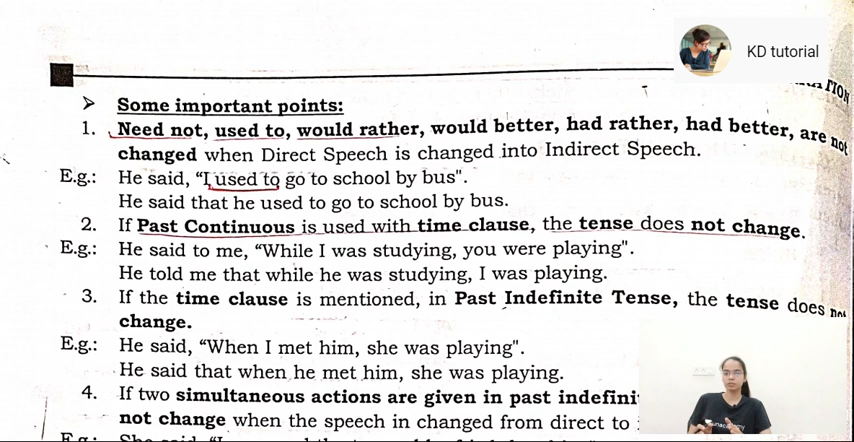 KD tutorial
➤ Some important points:
1. Need not, used to, would rather, would better, had rather, had better, are not
changed when Direct Speech is changed into Indirect Speech.
E.g.: He said, “I used to go to school by bus".
He said that he used to go to school by bus.
2. If Past Continuous is used with time clause, the tense does not change.
E.g.: He said to me, “While I was studying, you were playing".
He told me that while he was studying, I was playing.
3. If the time clause is mentioned, in Past Indefinite Tense, the tense does not
change.
E.g.: He said, “When I met him, she was playing".
He said that when he met him, she was playing.
4. If two simultaneous actions are given in past
not change when the speech in changed from direct to